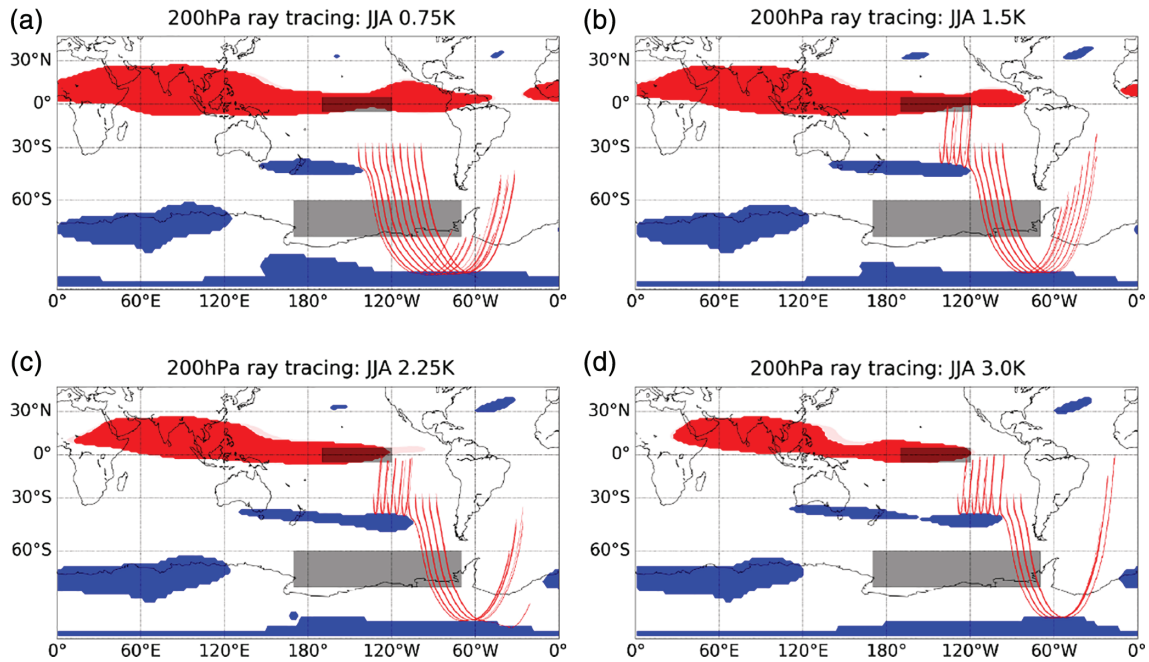 (a) 200hPa ray tracing: JJA 0.75K
30°N
0°
30°S
60°S
0° 60°E 120°E 180° 120°W 60°W 0°
(b) 200hPa ray tracing: JJA 1.5K
30°N
0°
30°S
60°S
0° 60°E 120°E 180° 120°W 60°W 0°
(c) 200hPa ray tracing: JJA 2.25K
30°N
0°
30°S
60°S
0° 60°E 120°E 180° 120°W 60°W 0°
(d) 200hPa ray tracing: JJA 3.0K
30°N
0°
30°S
60°S
0° 60°E 120°E 180° 120°W 60°W 0°